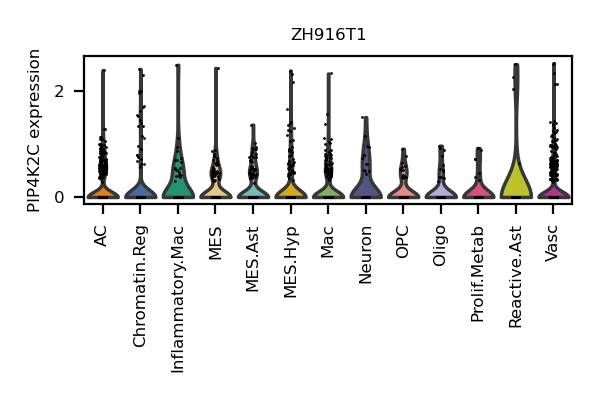 ZH916T1
PIP4K2C expression
2
0
AC
Chromatin.Reg
Inflammatory.Mac
MES
MES.Ast
MES.Hyp
Mac
Neuron
OPC
Oligo
Prolif.Metab
Reactive.Ast
Vasc